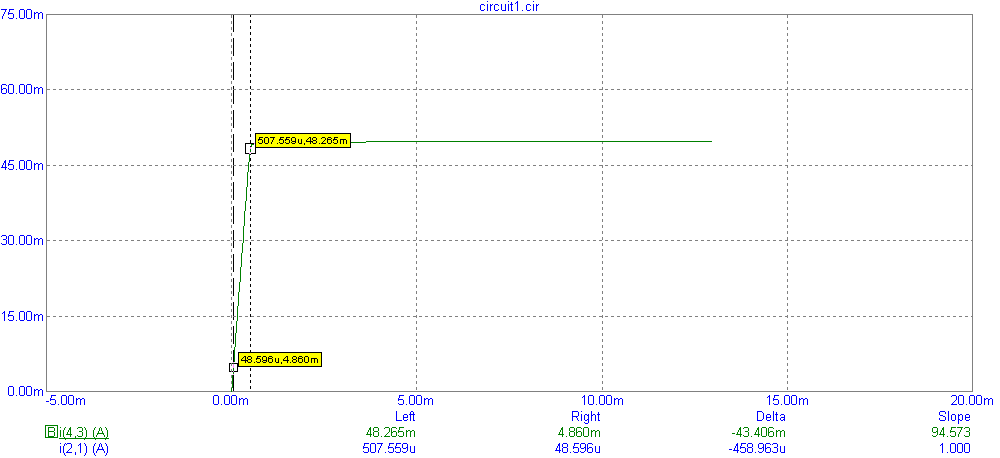 circuit1.cir
75.00m
60.00m
507.559u,48.265m
45.00m
30.00m
15.00m
48.596u,4.860m
0.00m
-5.00m 0.00m 5.00m 10.00m 15.00m 20.00m
Left Right Delta Slope
B i(4,3) (A) 48.265m 4.860m -43.406m 94.573
i(2,1) (A) 507.559u 48.596u -458.963u 1.000